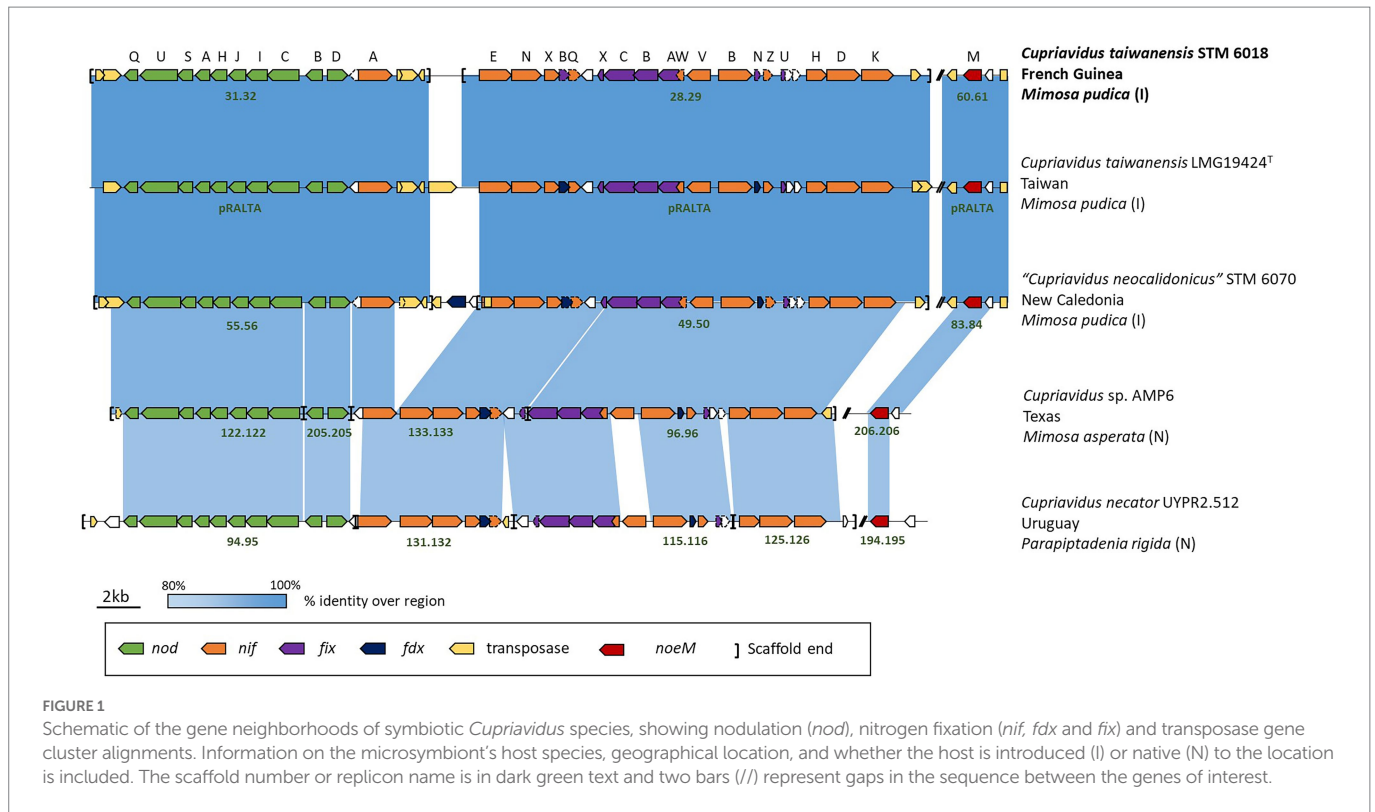 Q U S A H J I C B D A E N X B Q X C B A W V B N Z U H D K M
Cupriavidus taiwanensis STM 6018
French Guinea
Mimosa pudica (I)
31.32 28.29 60.61
Cupriavidus taiwanensis LMG19424ᵀ
Taiwan
Mimosa pudica (I)
pRALTA pRALTA pRALTA
“Cupriavidus neocalidonicus” STM 6070
New Caledonia
Mimosa pudica (I)
55.56 49.50 83.84
Cupriavidus sp. AMP6
Texas
Mimosa asperata (N)
122.122 205.205 133.133 96.96 206.206
Cupriavidus necator UYPR2.512
Uruguay
Parapiptadenia rigida (N)
94.95 131.132 115.116 125.126 194.195
2kb
80% 100%
% identity over region
nod nif fix fdx transposase noeM ] Scaffold end
FIGURE 1
Schematic of the gene neighborhoods of symbiotic Cupriavidus species, showing nodulation (nod), nitrogen fixation (nif, fdx and fix) and transposase gene
cluster alignments. Information on the microsymbiont’s host species, geographical location, and whether the host is introduced (I) or native (N) to the location
is included. The scaffold number or replicon name is in dark green text and two bars (//) represent gaps in the sequence between the genes of interest.